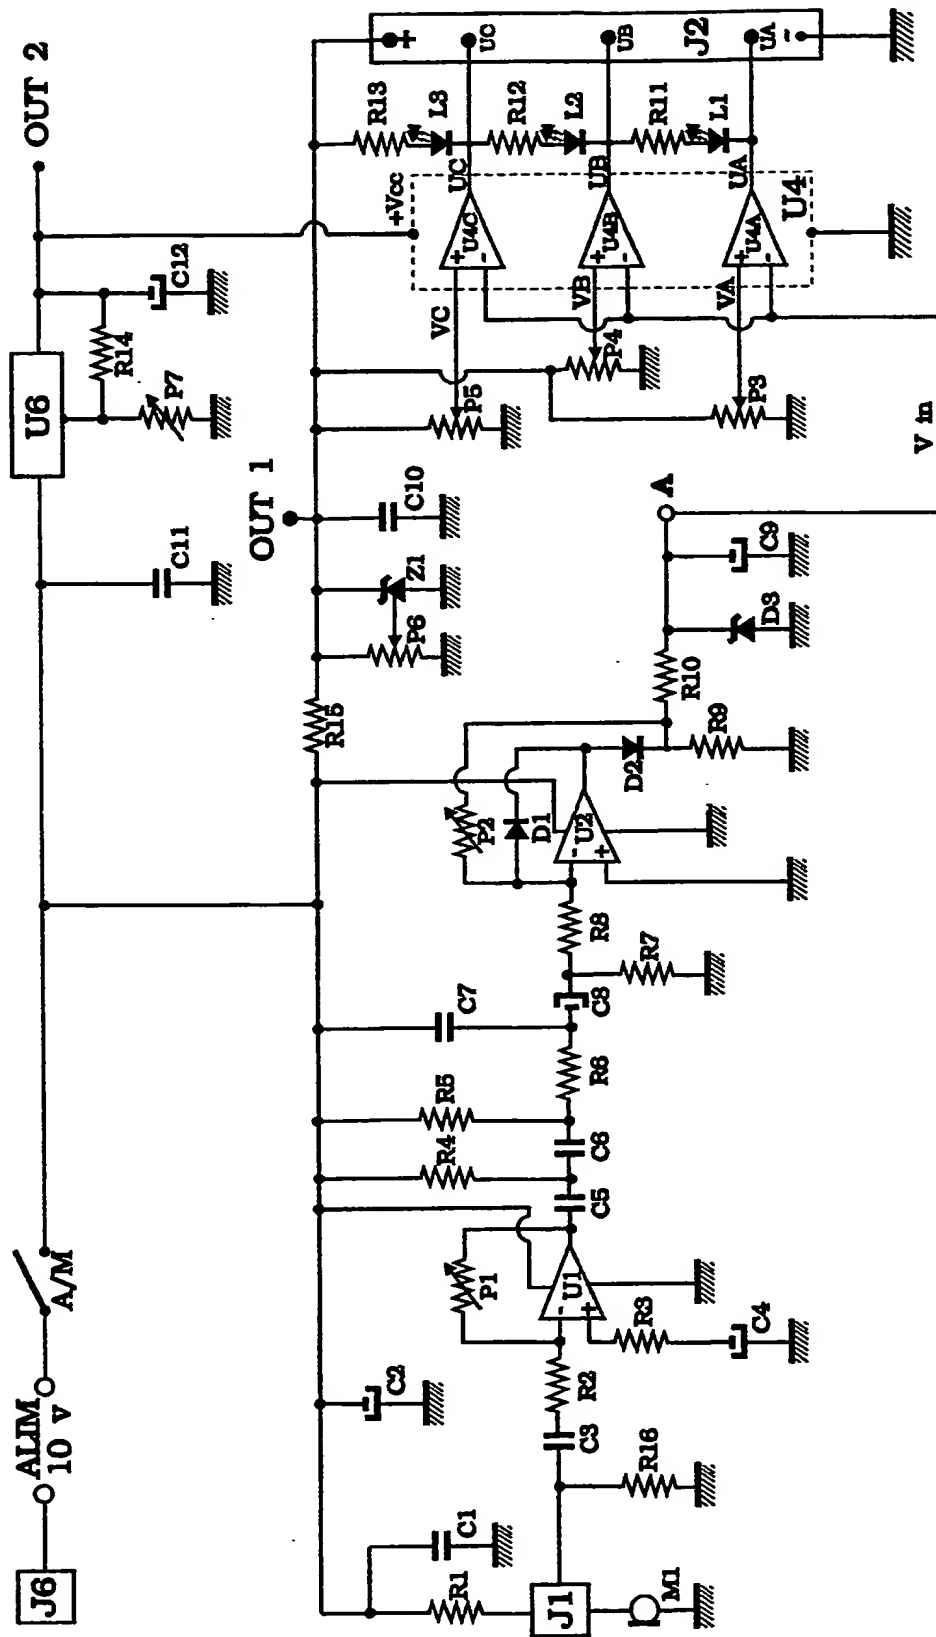 J6
ALIM
10 v
A/M
C11
U6
R14
P7
C12
OUT 2
R1
C1
C2
R4
R5
C7
R15
P6
Z1
OUT 1
C10
P5
VC
+Vcc
+
-
U4C
UC
R13
L3
+
UC
P4
VB
+
-
U4B
UB
R12
L2
UB
P3
VA
+
-
U4A
UA
R11
L1
UA
-
J2
U4
J1
M1
R16
C3
R2
P1
-
+
U1
R3
C4
C5
C6
R6
C8
R7
R8
P2
D1
-
+
U2
D2
R9
R10
D3
C9
A
V in